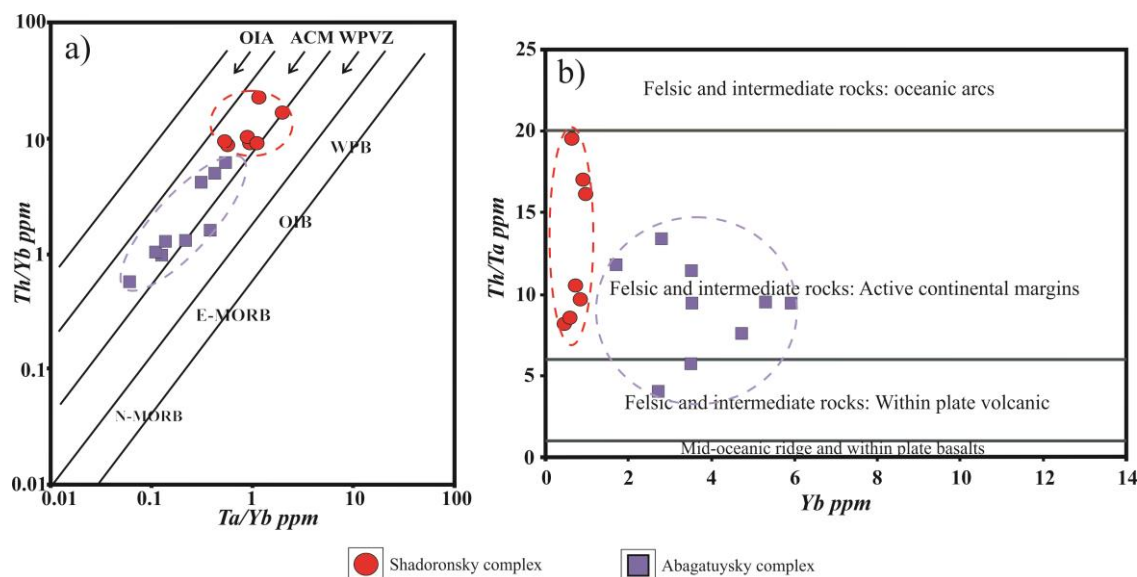 a)
100
10
1
0.1
0.01
Th/Yb ppm
OIA ACM WPVZ
WPB
OIB
E-MORB
N-MORB
0.01 0.1 1 10 100
Ta/Yb ppm
b)
25
20
15
10
5
0
Th/Ta ppm
Felsic and intermediate rocks: oceanic arcs
Felsic and intermediate rocks: Active continental margins
Felsic and intermediate rocks: Within plate volcanic
Mid-oceanic ridge and within plate basalts
0 2 4 6 8 10 12 14
Yb ppm
Shadoronsky complex
Abagatuysky complex